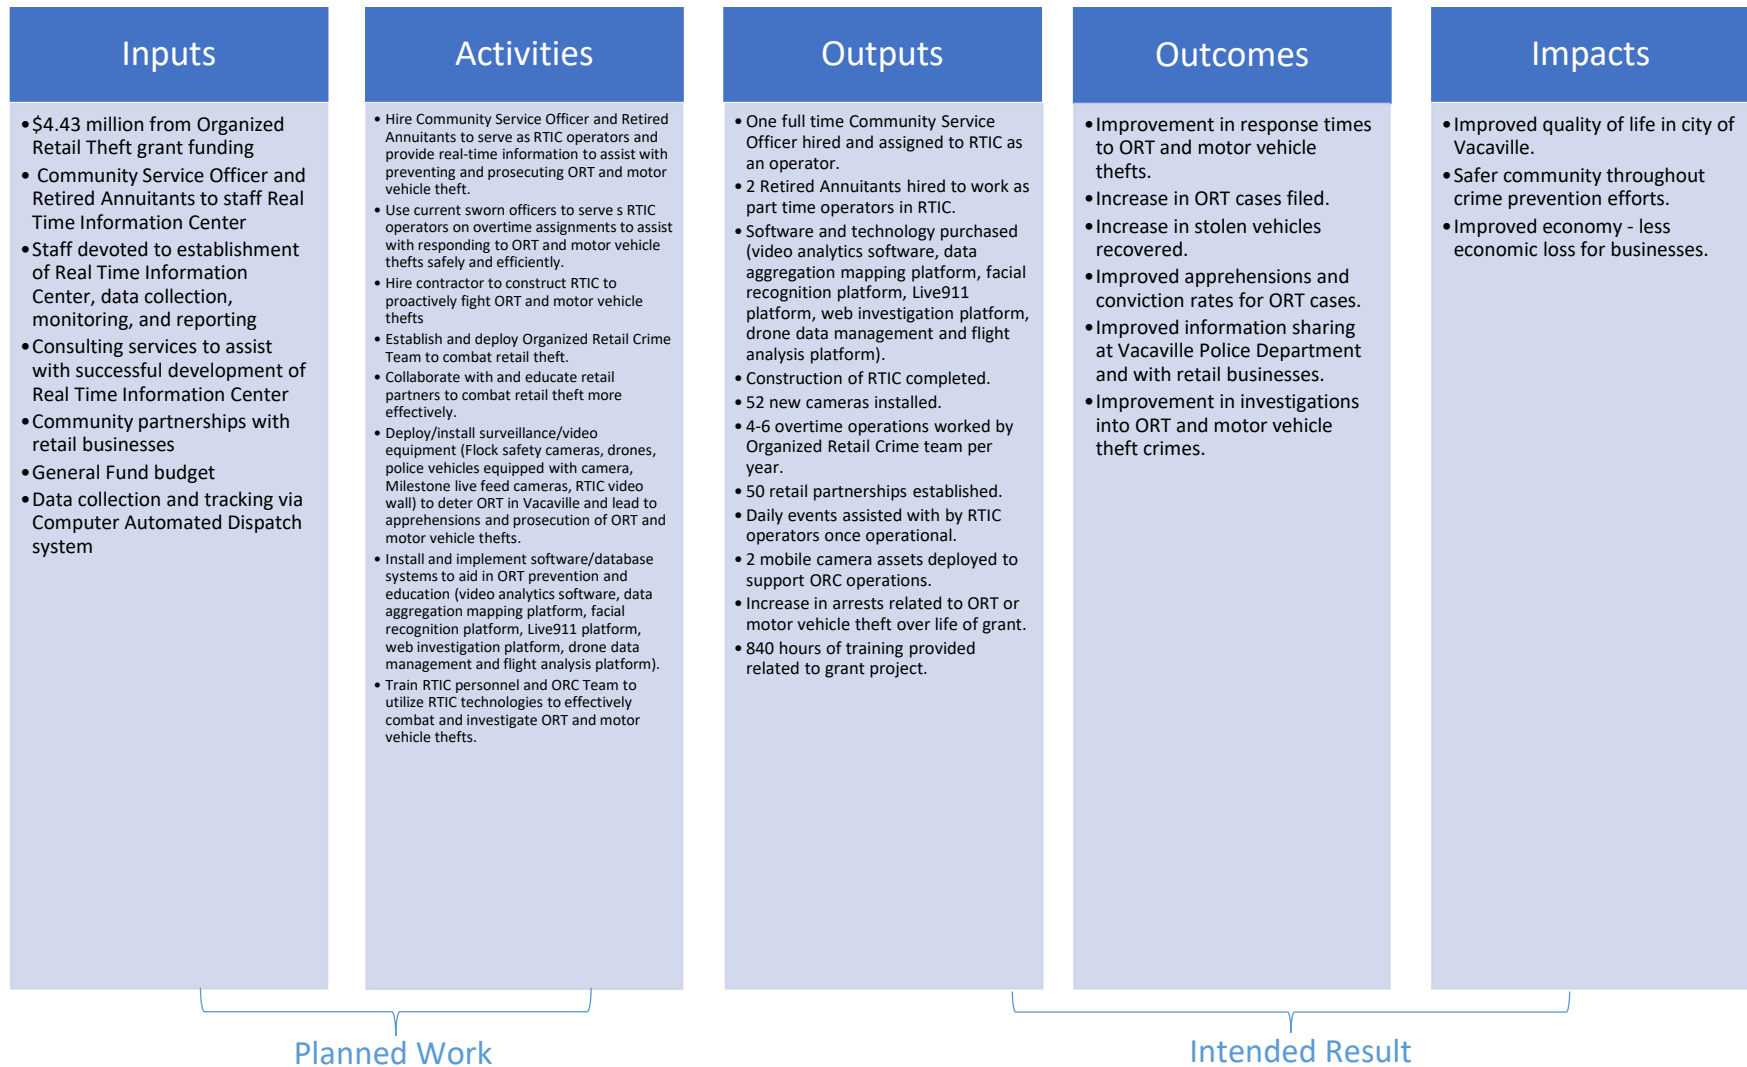 Inputs
•$4.43 million from Organized
Retail Theft grant funding
• Community Service Officer and
Retired Annuitants to staff Real
Time Information Center
•Staff devoted to establishment
of Real Time Information
Center, data collection,
monitoring, and reporting
•Consulting services to assist
with successful development of
Real Time Information Center
•Community partnerships with
retail businesses
•General Fund budget
•Data collection and tracking via
Computer Automated Dispatch
system
Activities
• Hire Community Service Officer and Retired
Annuitants to serve as RTIC operators and
provide real-time information to assist with
preventing and prosecuting ORT and motor
vehicle theft.
• Use current sworn officers to serve s RTIC
operators on overtime assignments to assist
with responding to ORT and motor vehicle
thefts safely and efficiently.
• Hire contractor to construct RTIC to
proactively fight ORT and motor vehicle
thefts
• Establish and deploy Organized Retail Crime
Team to combat retail theft.
• Collaborate with and educate retail
partners to combat retail theft more
effectively.
• Deploy/install surveillance/video
equipment (Flock safety cameras, drones,
police vehicles equipped with camera,
Milestone live feed cameras, RTIC video
wall) to deter ORT in Vacaville and lead to
apprehensions and prosecution of ORT and
motor vehicle thefts.
• Install and implement software/database
systems to aid in ORT prevention and
education (video analytics software, data
aggregation mapping platform, facial
recognition platform, Live911 platform,
web investigation platform, drone data
management and flight analysis platform).
• Train RTIC personnel and ORC Team to
utilize RTIC technologies to effectively
combat and investigate ORT and motor
vehicle thefts.
Outputs
• One full time Community Service
Officer hired and assigned to RTIC as
an operator.
• 2 Retired Annuitants hired to work as
part time operators in RTIC.
• Software and technology purchased
(video analytics software, data
aggregation mapping platform, facial
recognition platform, Live911
platform, web investigation platform,
drone data management and flight
analysis platform).
• Construction of RTIC completed.
• 52 new cameras installed.
• 4-6 overtime operations worked by
Organized Retail Crime team per
year.
• 50 retail partnerships established.
• Daily events assisted with by RTIC
operators once operational.
• 2 mobile camera assets deployed to
support ORC operations.
• Increase in arrests related to ORT or
motor vehicle theft over life of grant.
• 840 hours of training provided
related to grant project.
Outcomes
•Improvement in response times
to ORT and motor vehicle
thefts.
•Increase in ORT cases filed.
•Increase in stolen vehicles
recovered.
•Improved apprehensions and
conviction rates for ORT cases.
•Improved information sharing
at Vacaville Police Department
and with retail businesses.
•Improvement in investigations
into ORT and motor vehicle
theft crimes.
Impacts
•Improved quality of life in city of
Vacaville.
•Safer community throughout
crime prevention efforts.
•Improved economy - less
economic loss for businesses.
Planned Work
Intended Result